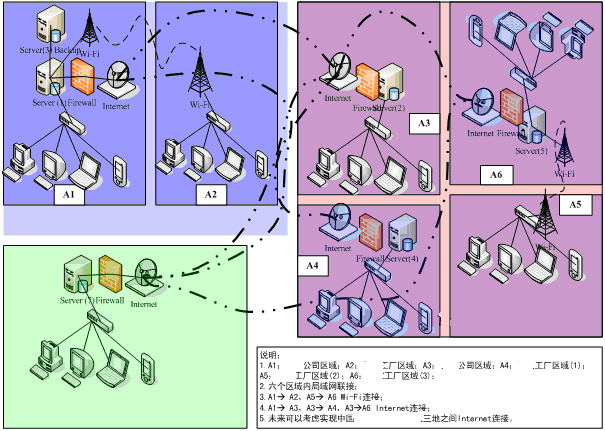 Server(3) Backup
Wi-Fi
Server (1)
Firewall
Internet
A1
Wi-Fi
A2
Internet
Firewall
Server(2)
A3
Internet
Firewall
Server(5)
Wi-Fi
A6
Internet
Firewall
Server(4)
A4
A5
Wi-Fi
Server (7)
Firewall
Internet
说明：
1.A1： 公司区域；A2： 工厂区域；A3： 公司区域；A4： 工厂区域(1)；
A5： 工厂区域(2)；A6： 工厂区域(3)；
2.六个区域内局域网联接；
3.A1→ A2，A5→ A6 Wi-Fi连接；
4.A1→ A3，A3→ A4，A3→A6 Internet连接；
5.未来可以考虑实现中 三地之间Internet连接。